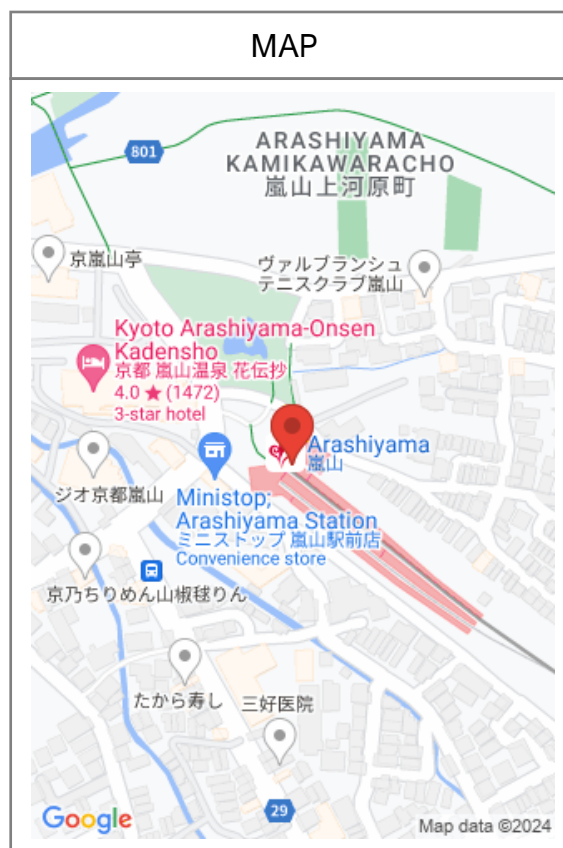 MAP
801
ARASHIYAMA
KAMIKAWARACHO
嵐山上河原町
京嵐山亭
ヴァルブランシュ
テニスクラブ嵐山
Kyoto Arashiyama-Onsen
Kadensho
京都 嵐山温泉 花伝抄
4.0 ★ (1472)
3-star hotel
Arashiyama
嵐山
ジオ京都嵐山
Ministop;
Arashiyama Station
ミニストップ 嵐山駅前店
Convenience store
京乃ちりめん山椒毬りん
たから寿し
三好医院
29
Google
Map data ©2024